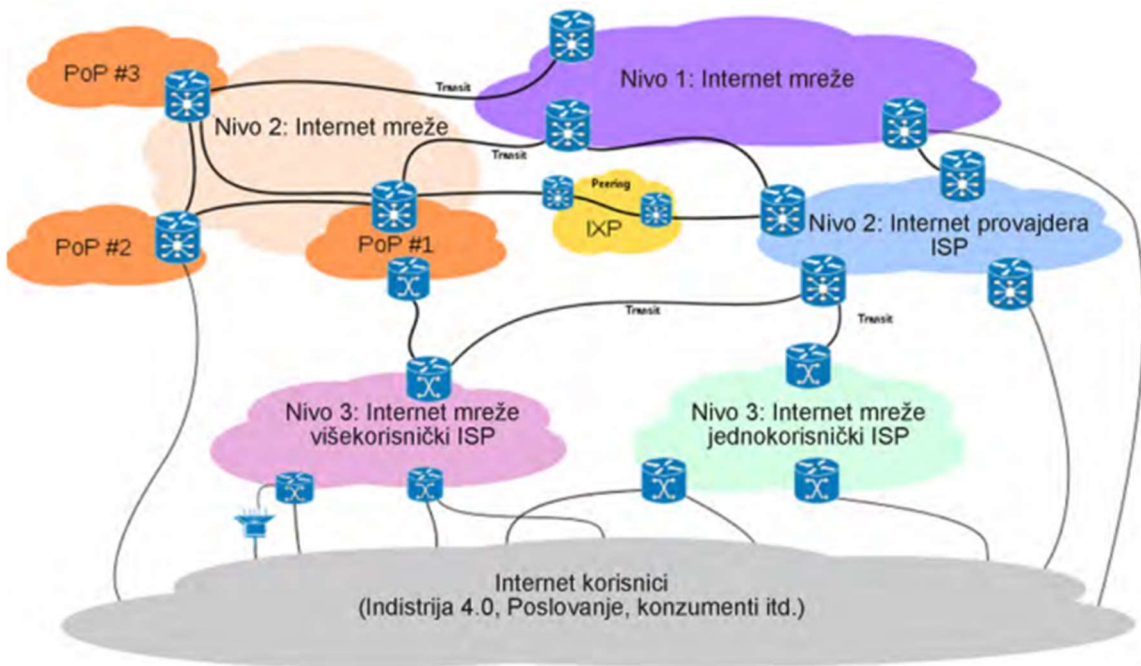 PoP #3
Nivo 1: Internet mreže
Transit
Nivo 2: Internet mreže
Transit
Peering
IXP
PoP #2
PoP #1
Nivo 2: Internet provajdera
ISP
Transit
Transit
Nivo 3: Internet mreže
višekorisnički ISP
Nivo 3: Internet mreže
jednokorisnički ISP
Internet korisnici
(Indistrija 4.0, Poslovanje, konzumenti itd.)